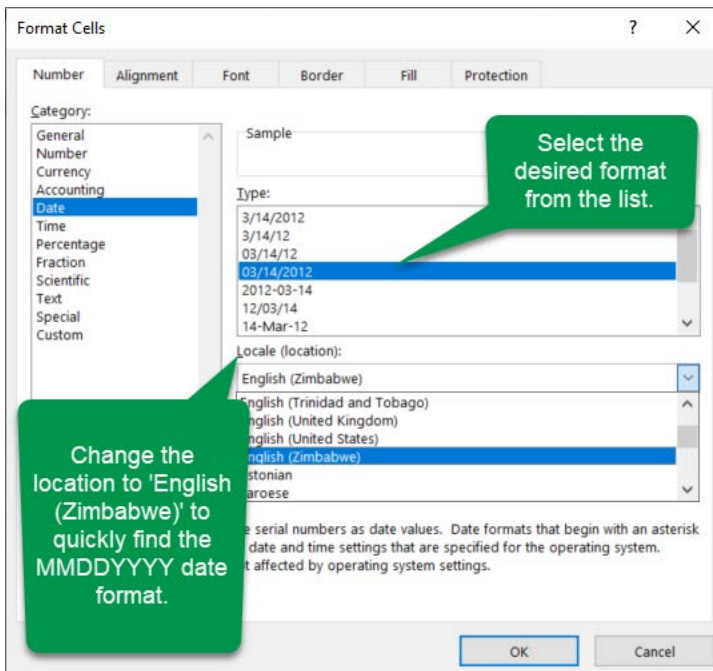 Format Cells
?
Number
Alignment
Font
Border
Fill
Protection
Category:
General
Number
Currency
Accounting
Date
Time
Percentage
Fraction
Scientific
Text
Special
Custom
Sample
Select the
desired format
from the list.
Type:
3/14/2012
3/14/12
03/14/12
03/14/2012
2012-03-14
12/03/14
14-Mar-12
Locale (location):
English (Zimbabwe)
English (Trinidad and Tobago)
English (United Kingdom)
English (United States)
English (Zimbabwe)
stonian
aroese
Change the
location to 'English
(Zimbabwe)' to
quickly find the
MMDDYYYY date
format.
serial numbers as date values. Date formats that begin with an asterisk
date and time settings that are specified for the operating system.
affected by operating system settings.
OK
Cancel